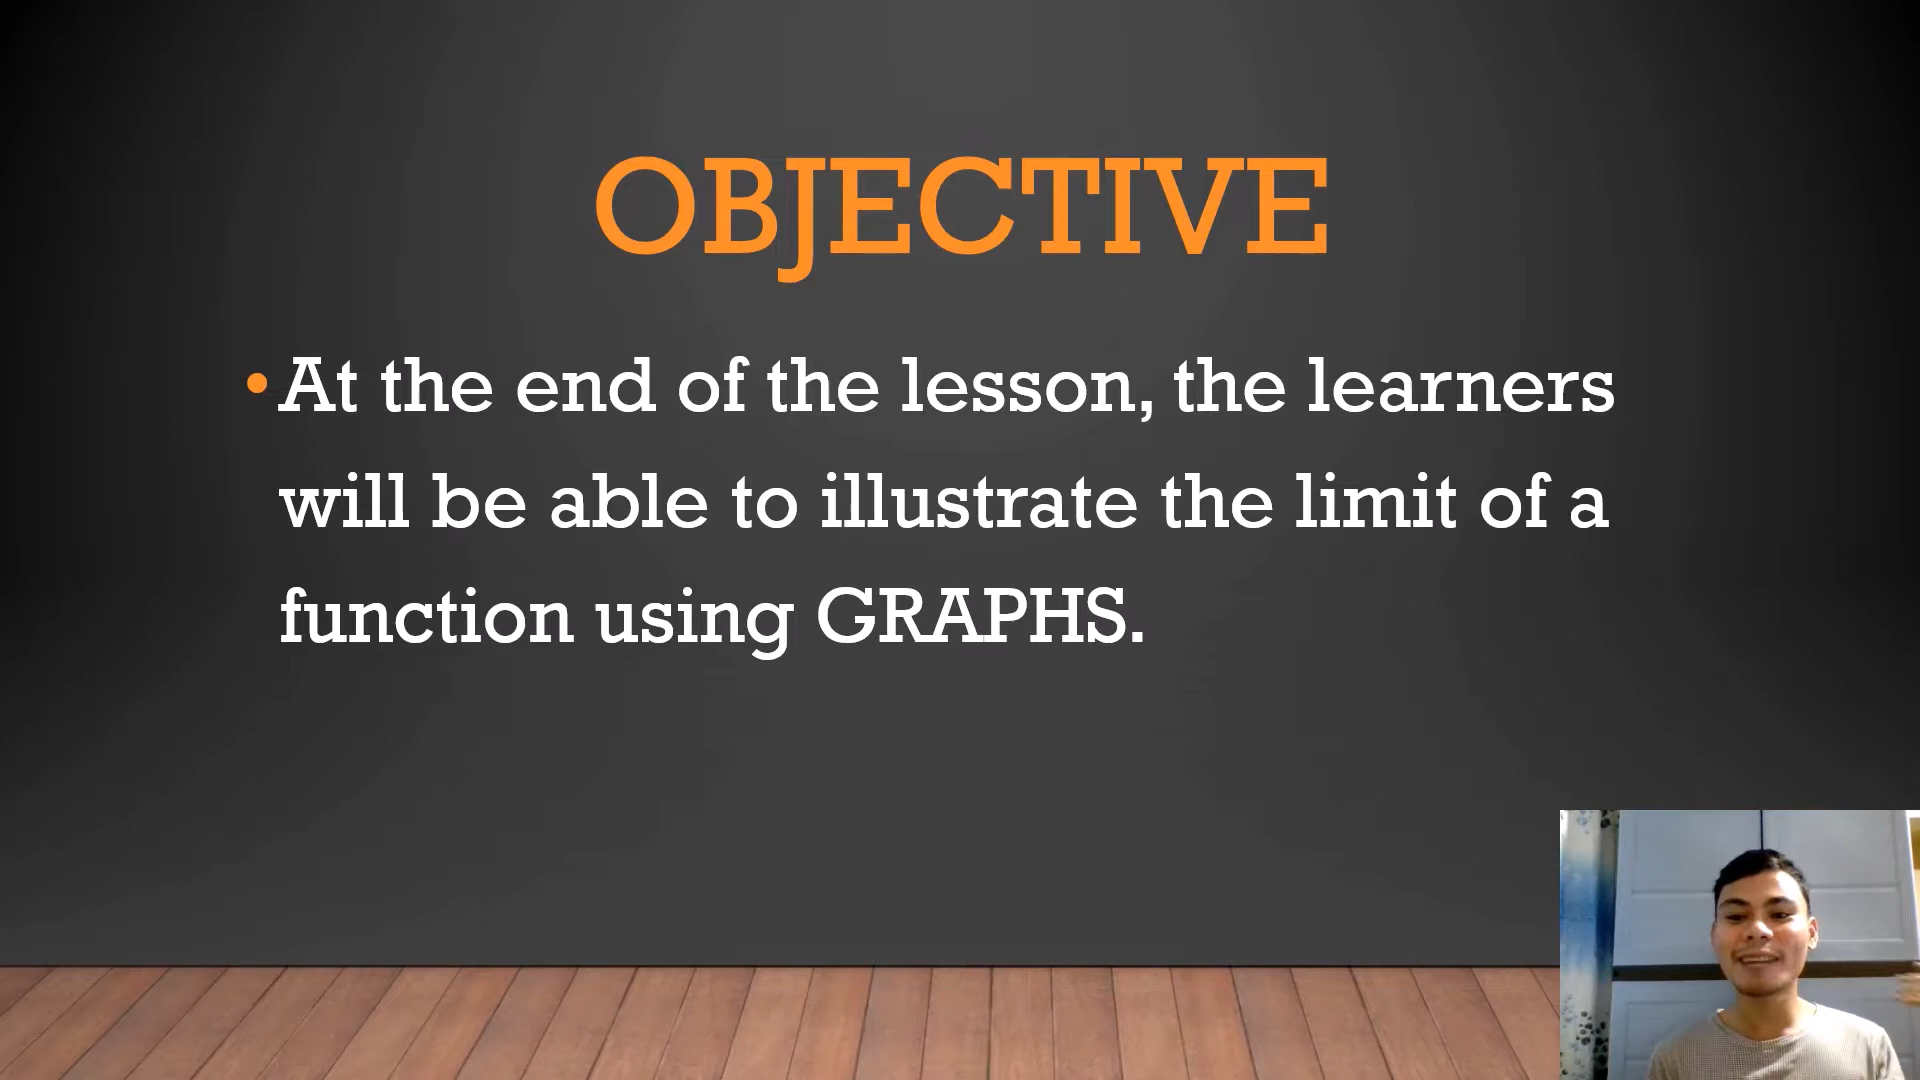 OBJECTIVE
• At the end of the lesson, the learners
will be able to illustrate the limit of a
function using GRAPHS.